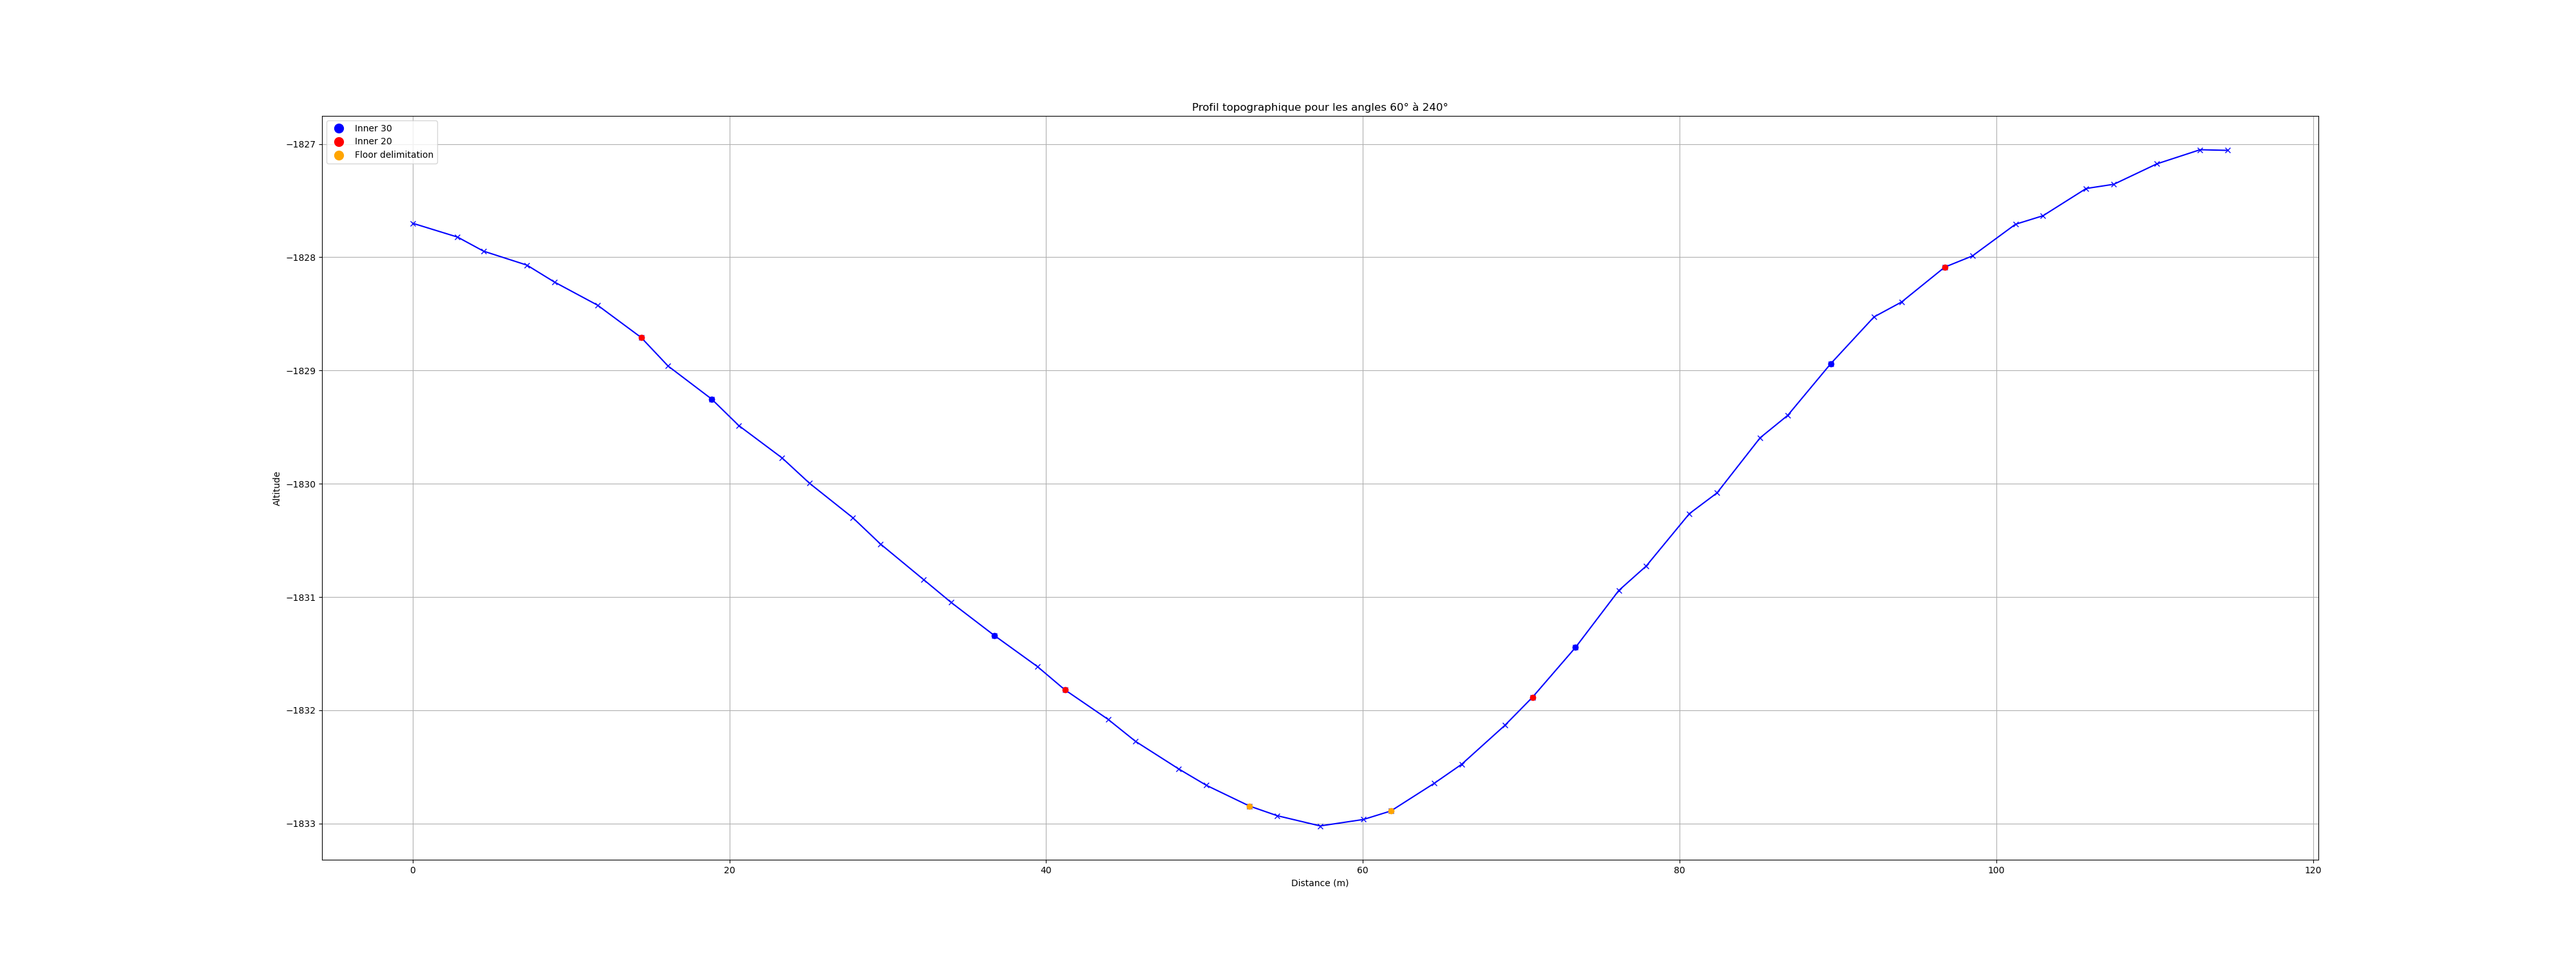 Profil topographique pour les angles 60° à 240°
Inner 30
Inner 20
Floor delimitation
−1827
−1828
−1829
−1830
−1831
−1832
−1833
Altitude
0 20 40 60 80 100 120
Distance (m)